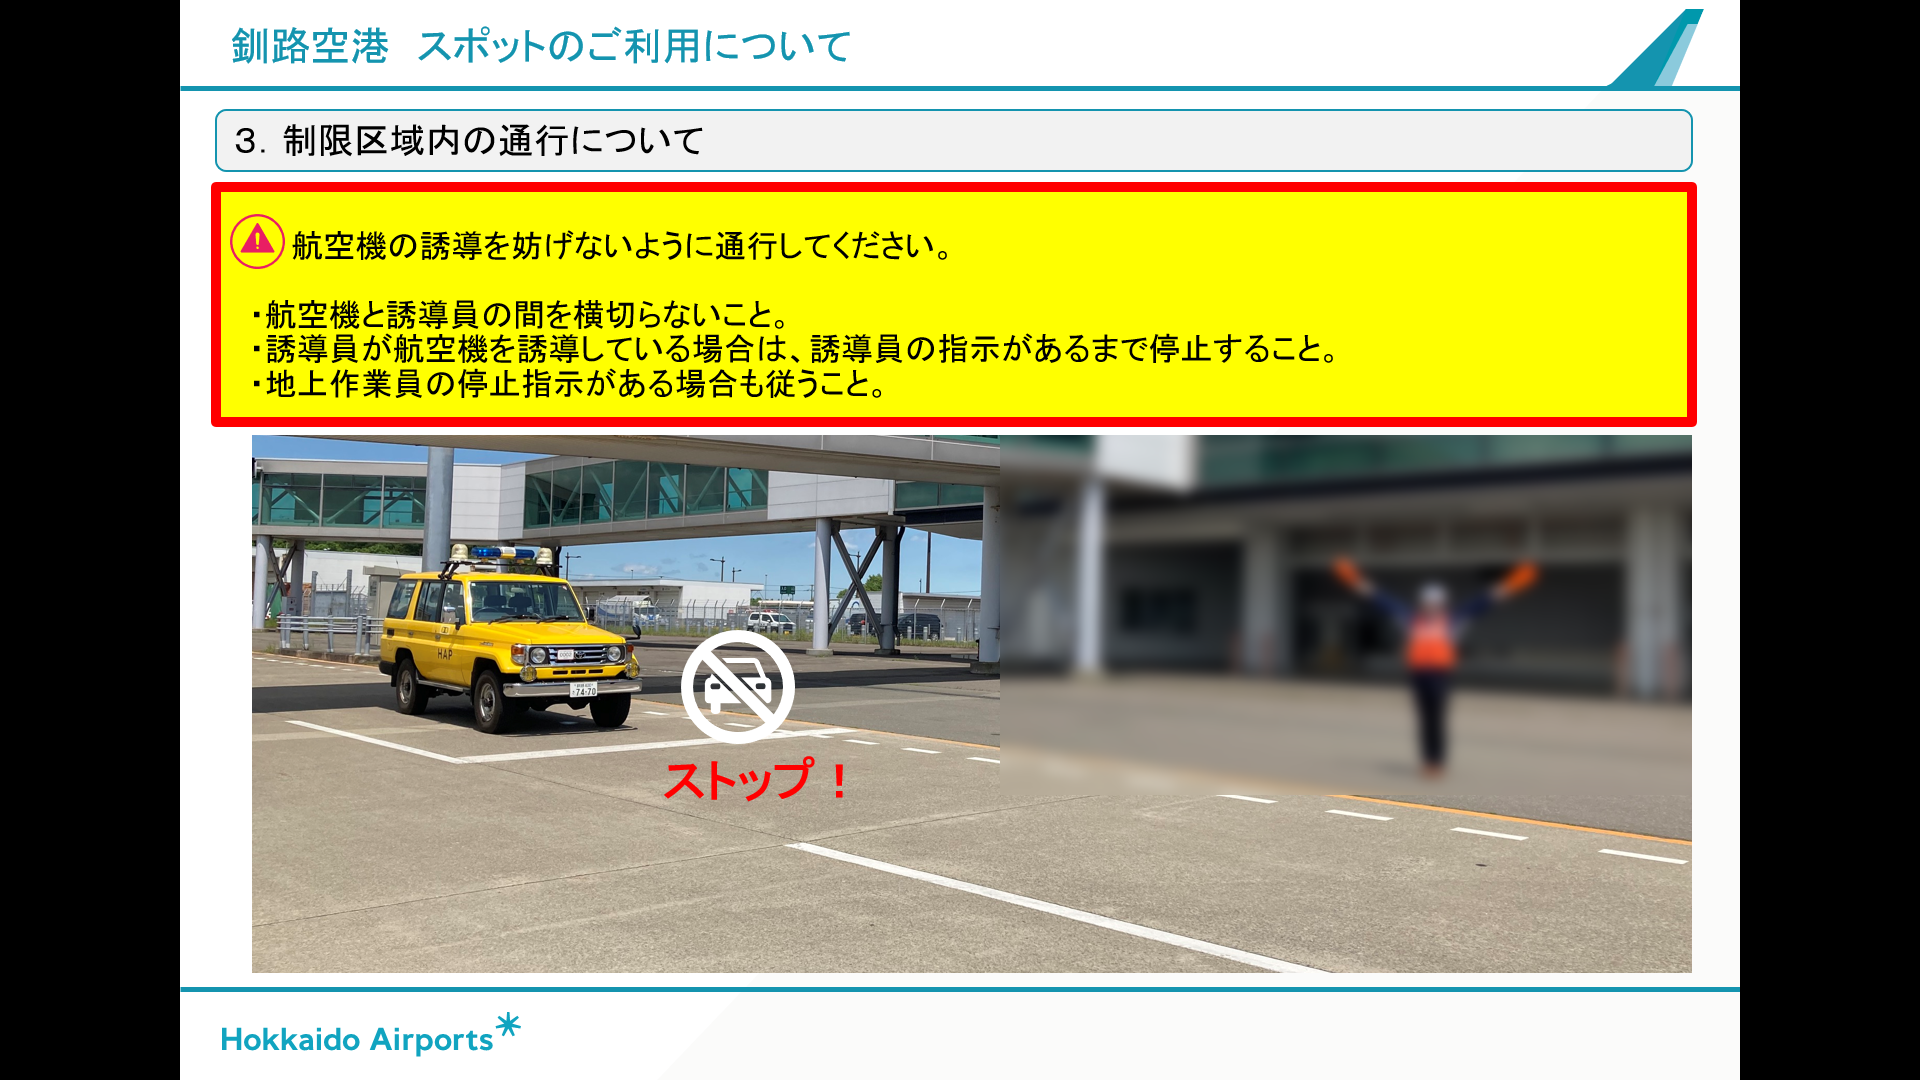 釧路空港　スポットのご利用について
３．制限区域内の通行について
航空機の誘導を妨げないように通行してください。
・航空機と誘導員の間を横切らないこと。
・誘導員が航空機を誘導している場合は、誘導員の指示があるまで停止すること。
・地上作業員の停止指示がある場合も従うこと。
HAP
74-70
ストップ！
Hokkaido Airports